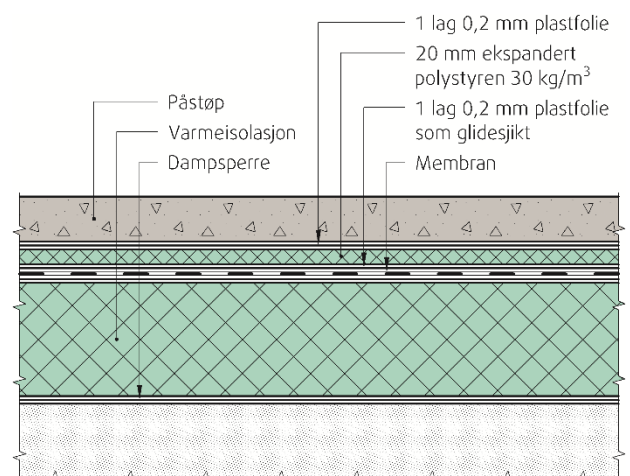 1 lag 0,2 mm plastfolie
20 mm ekspandert
polystyren 30 kg/m³
1 lag 0,2 mm plastfolie
som glidesjikt
Membran
Påstøp
Varmeisolasjon
Dampsperre